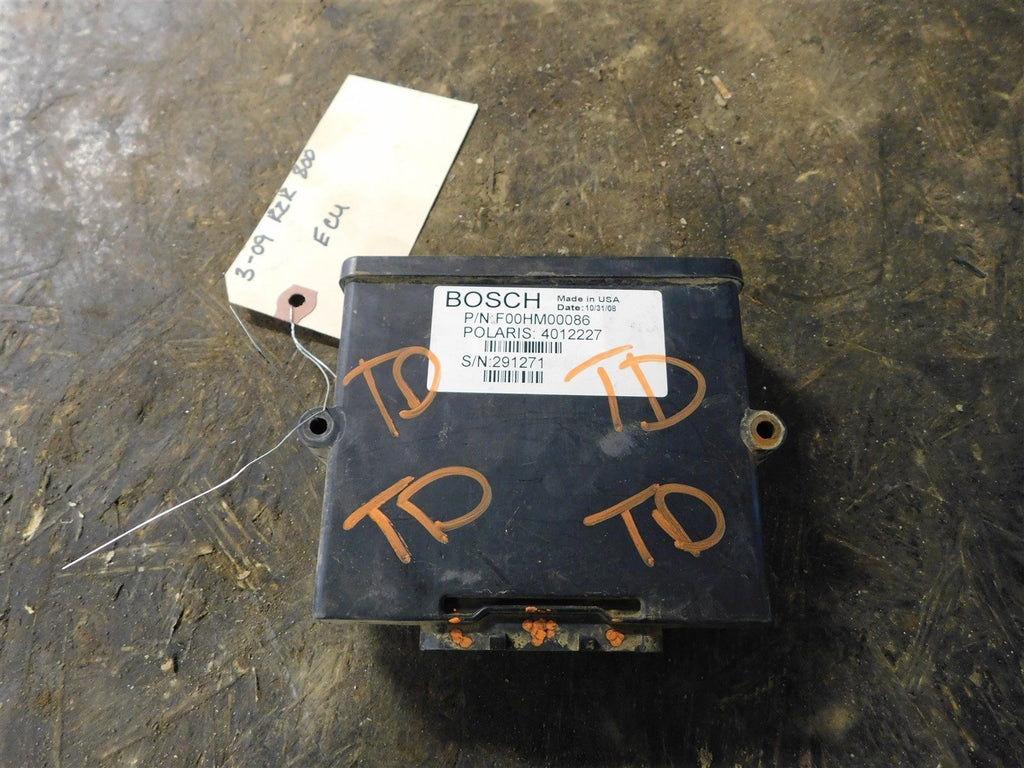 3-09 RZR 800
ECU
BOSCH Made in USA
Date: 10/31/08
P/N:F00HM00086
POLARIS: 4012227
S/N:291271
TD TD
TD TD